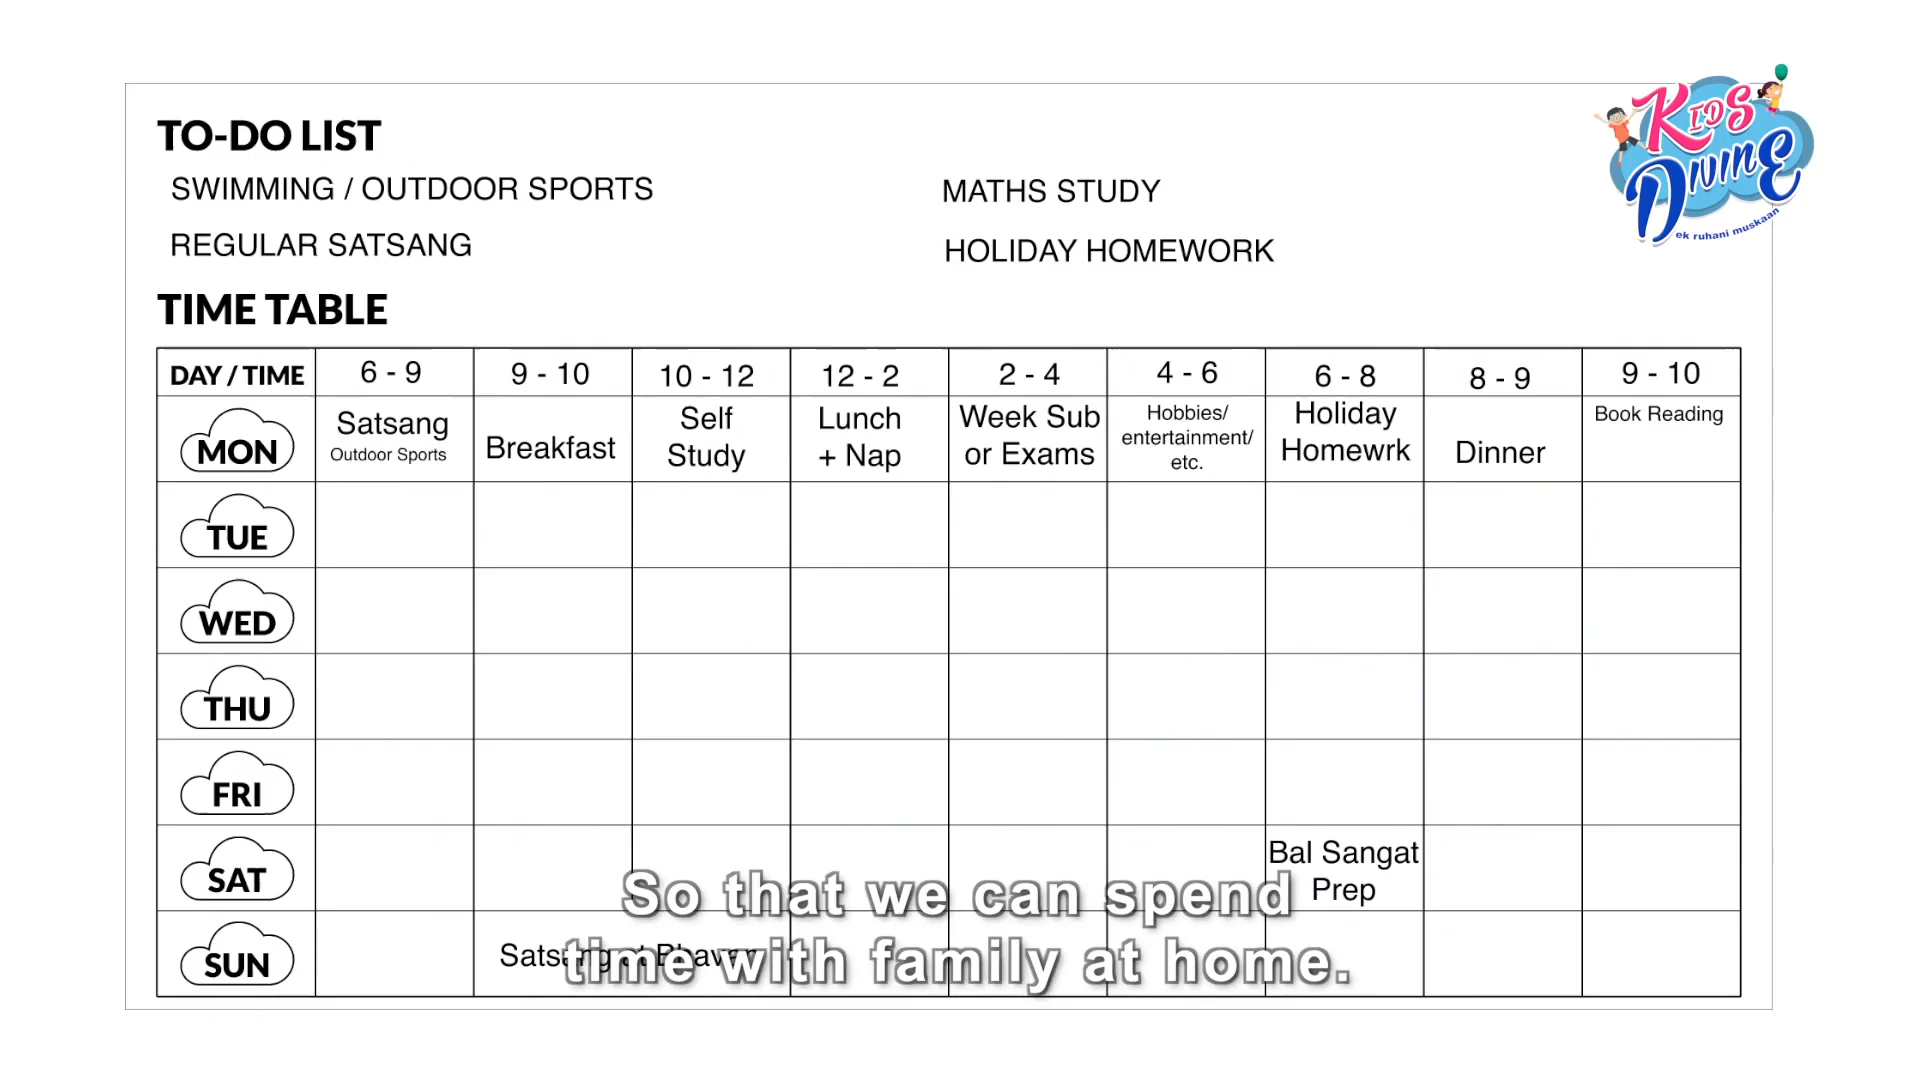 KIDS
DIVINE
ek ruhani muskaan
TO-DO LIST
SWIMMING / OUTDOOR SPORTS
MATHS STUDY
REGULAR SATSANG
HOLIDAY HOMEWORK
TIME TABLE
DAY / TIME 6 - 9 9 - 10 10 - 12 12 - 2 2 - 4 4 - 6 6 - 8 8 - 9 9 - 10
MON
Satsang
Outdoor Sports
Breakfast
Self
Study
Lunch
+ Nap
Week Sub
or Exams
Hobbies/
entertainment/
etc.
Holiday
Homewrk
Dinner
Book Reading
TUE
WED
THU
FRI
SAT
Bal Sangat
Prep
SUN
Satsang at Bhavan
So that we can spend
time with family at home.